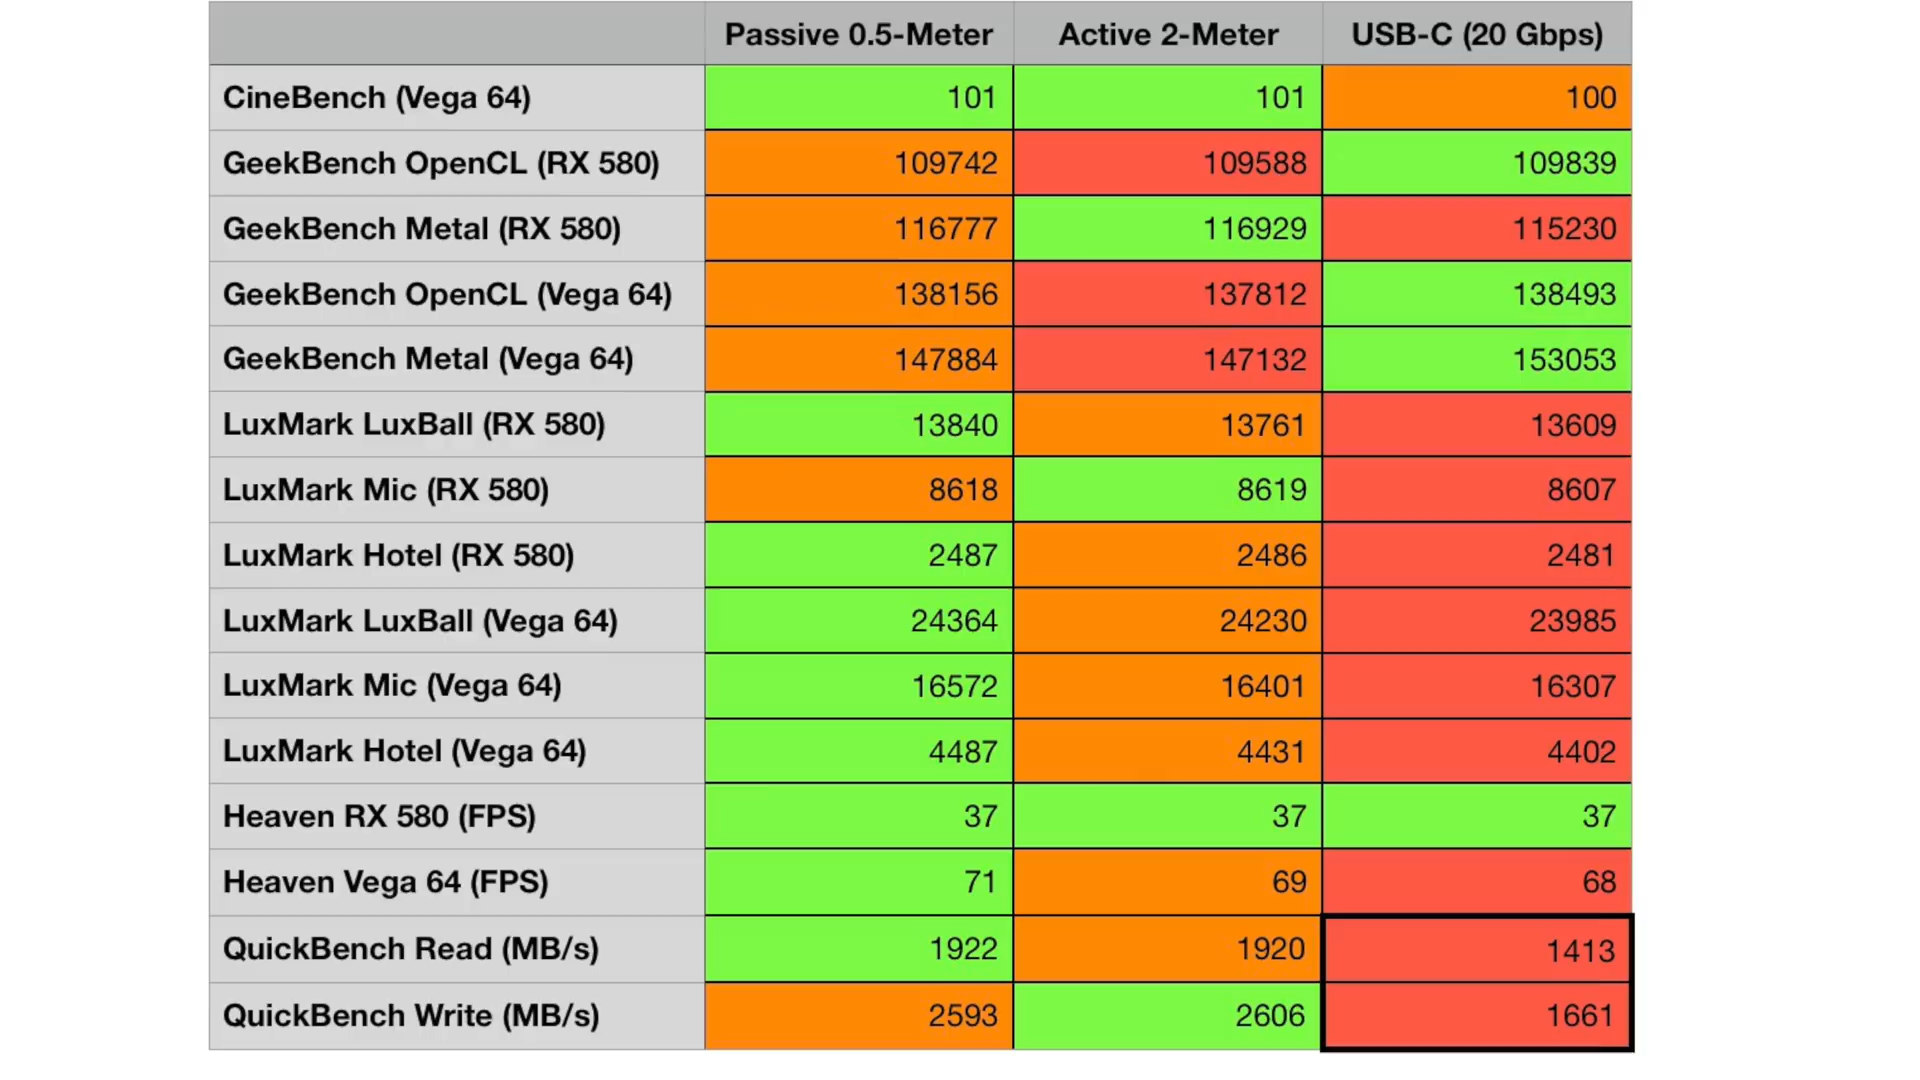 Passive 0.5-Meter Active 2-Meter USB-C (20 Gbps)
CineBench (Vega 64) 101 101 100
GeekBench OpenCL (RX 580) 109742 109588 109839
GeekBench Metal (RX 580) 116777 116929 115230
GeekBench OpenCL (Vega 64) 138156 137812 138493
GeekBench Metal (Vega 64) 147884 147132 153053
LuxMark LuxBall (RX 580) 13840 13761 13609
LuxMark Mic (RX 580) 8618 8619 8607
LuxMark Hotel (RX 580) 2487 2486 2481
LuxMark LuxBall (Vega 64) 24364 24230 23985
LuxMark Mic (Vega 64) 16572 16401 16307
LuxMark Hotel (Vega 64) 4487 4431 4402
Heaven RX 580 (FPS) 37 37 37
Heaven Vega 64 (FPS) 71 69 68
QuickBench Read (MB/s) 1922 1920 1413
QuickBench Write (MB/s) 2593 2606 1661